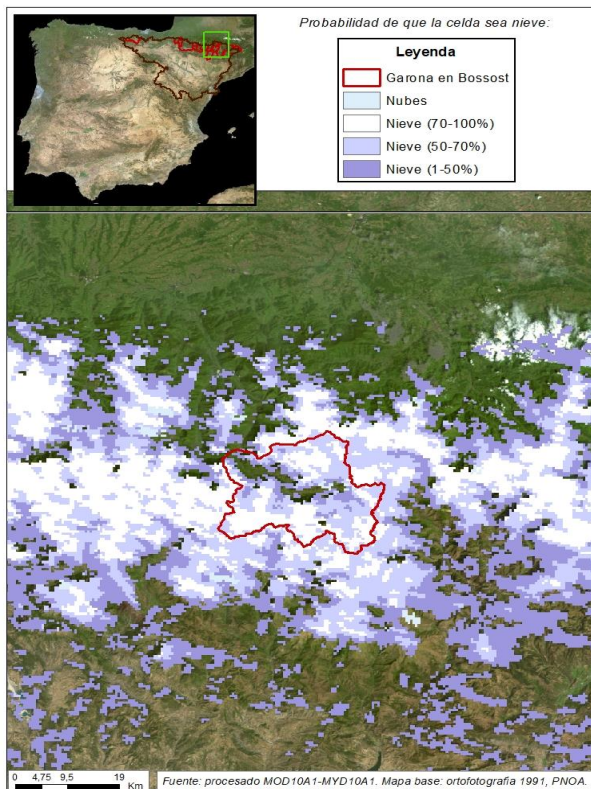 Probabilidad de que la celda sea nieve:
Leyenda
Garona en Bossost
Nubes
Nieve (70-100%)
Nieve (50-70%)
Nieve (1-50%)
0 4,75 9,5 19
Km
Fuente: procesado MOD10A1-MYD10A1. Mapa base: ortofotografia 1991, PNOA.